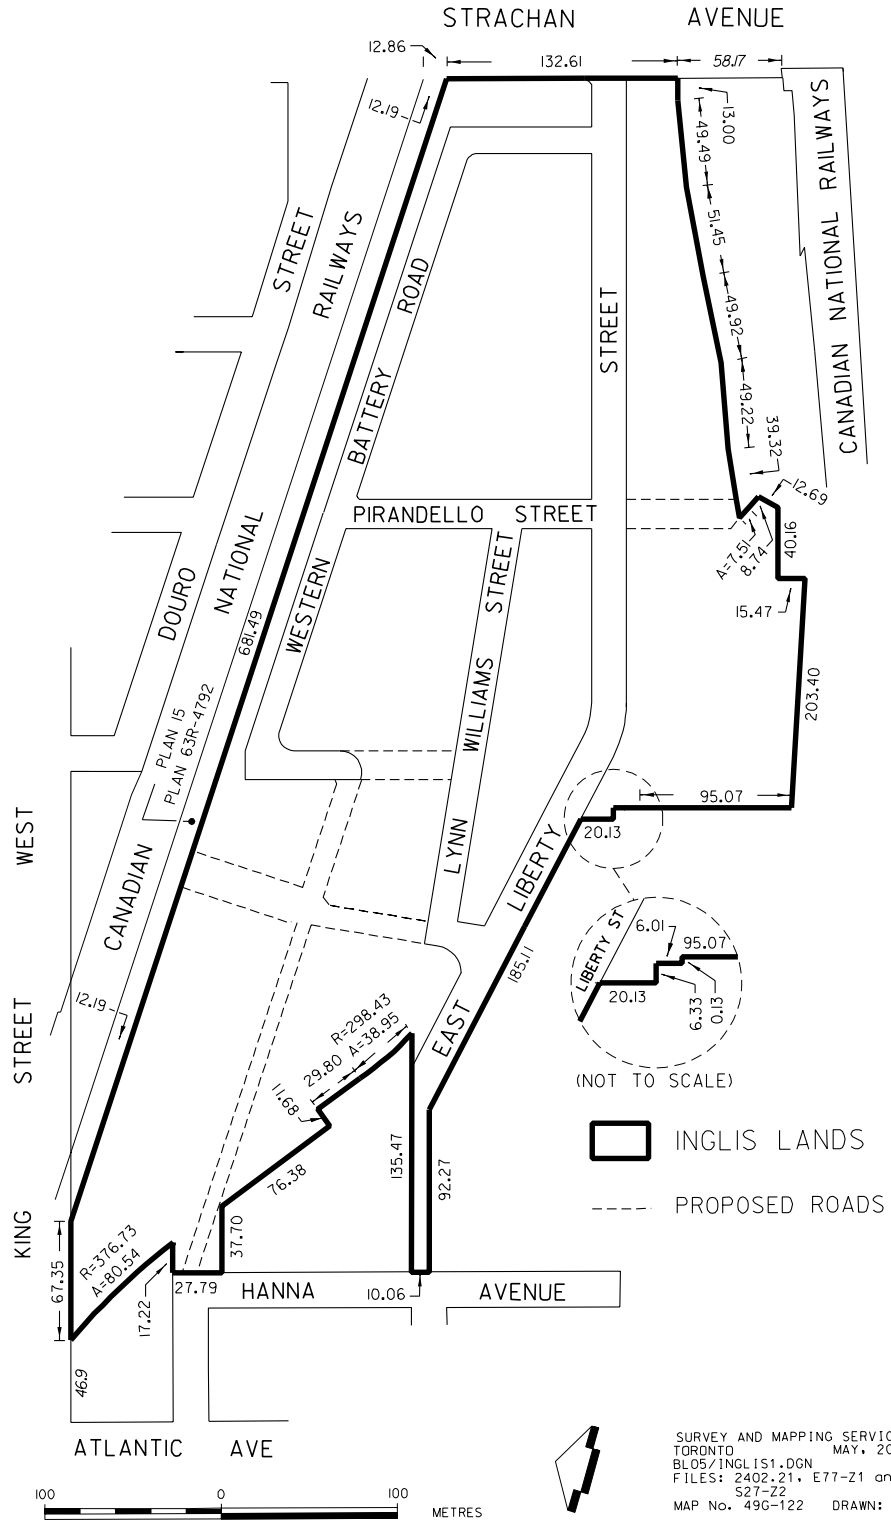 STRACHAN AVENUE
12.86
132.61
58.17
12.19
13.00
49.49
51.45
49.92
49.22
39.32
12.69
CANADIAN NATIONAL RAILWAYS
DOURO STREET
CANADIAN NATIONAL RAILWAYS
WESTERN BATTERY ROAD
STREET
PIRANDELLO STREET
A=7.51
8.74
40.16
15.47
681.49
LYNN WILLIAMS STREET
203.40
PLAN 15
PLAN 63R-4792
95.07
20.13
EAST LIBERTY
185.11
LIBERTY ST
6.01
95.07
20.13
6.33
0.13
(NOT TO SCALE)
KING STREET WEST
12.19
R=298.43
A=38.95
29.80
11.68
76.38
135.47
92.27
37.70
INGLIS LANDS
PROPOSED ROADS
67.35
R=376.73
A=80.54
17.22
27.79
HANNA AVENUE
10.06
46.9
ATLANTIC AVE
100 0 100
METRES
SURVEY AND MAPPING SERVIC
TORONTO MAY, 20
BL05/INGLIS1.DGN
FILES: 2402.21, E77-Z1 an
S27-Z2
MAP No. 49G-122 DRAWN: